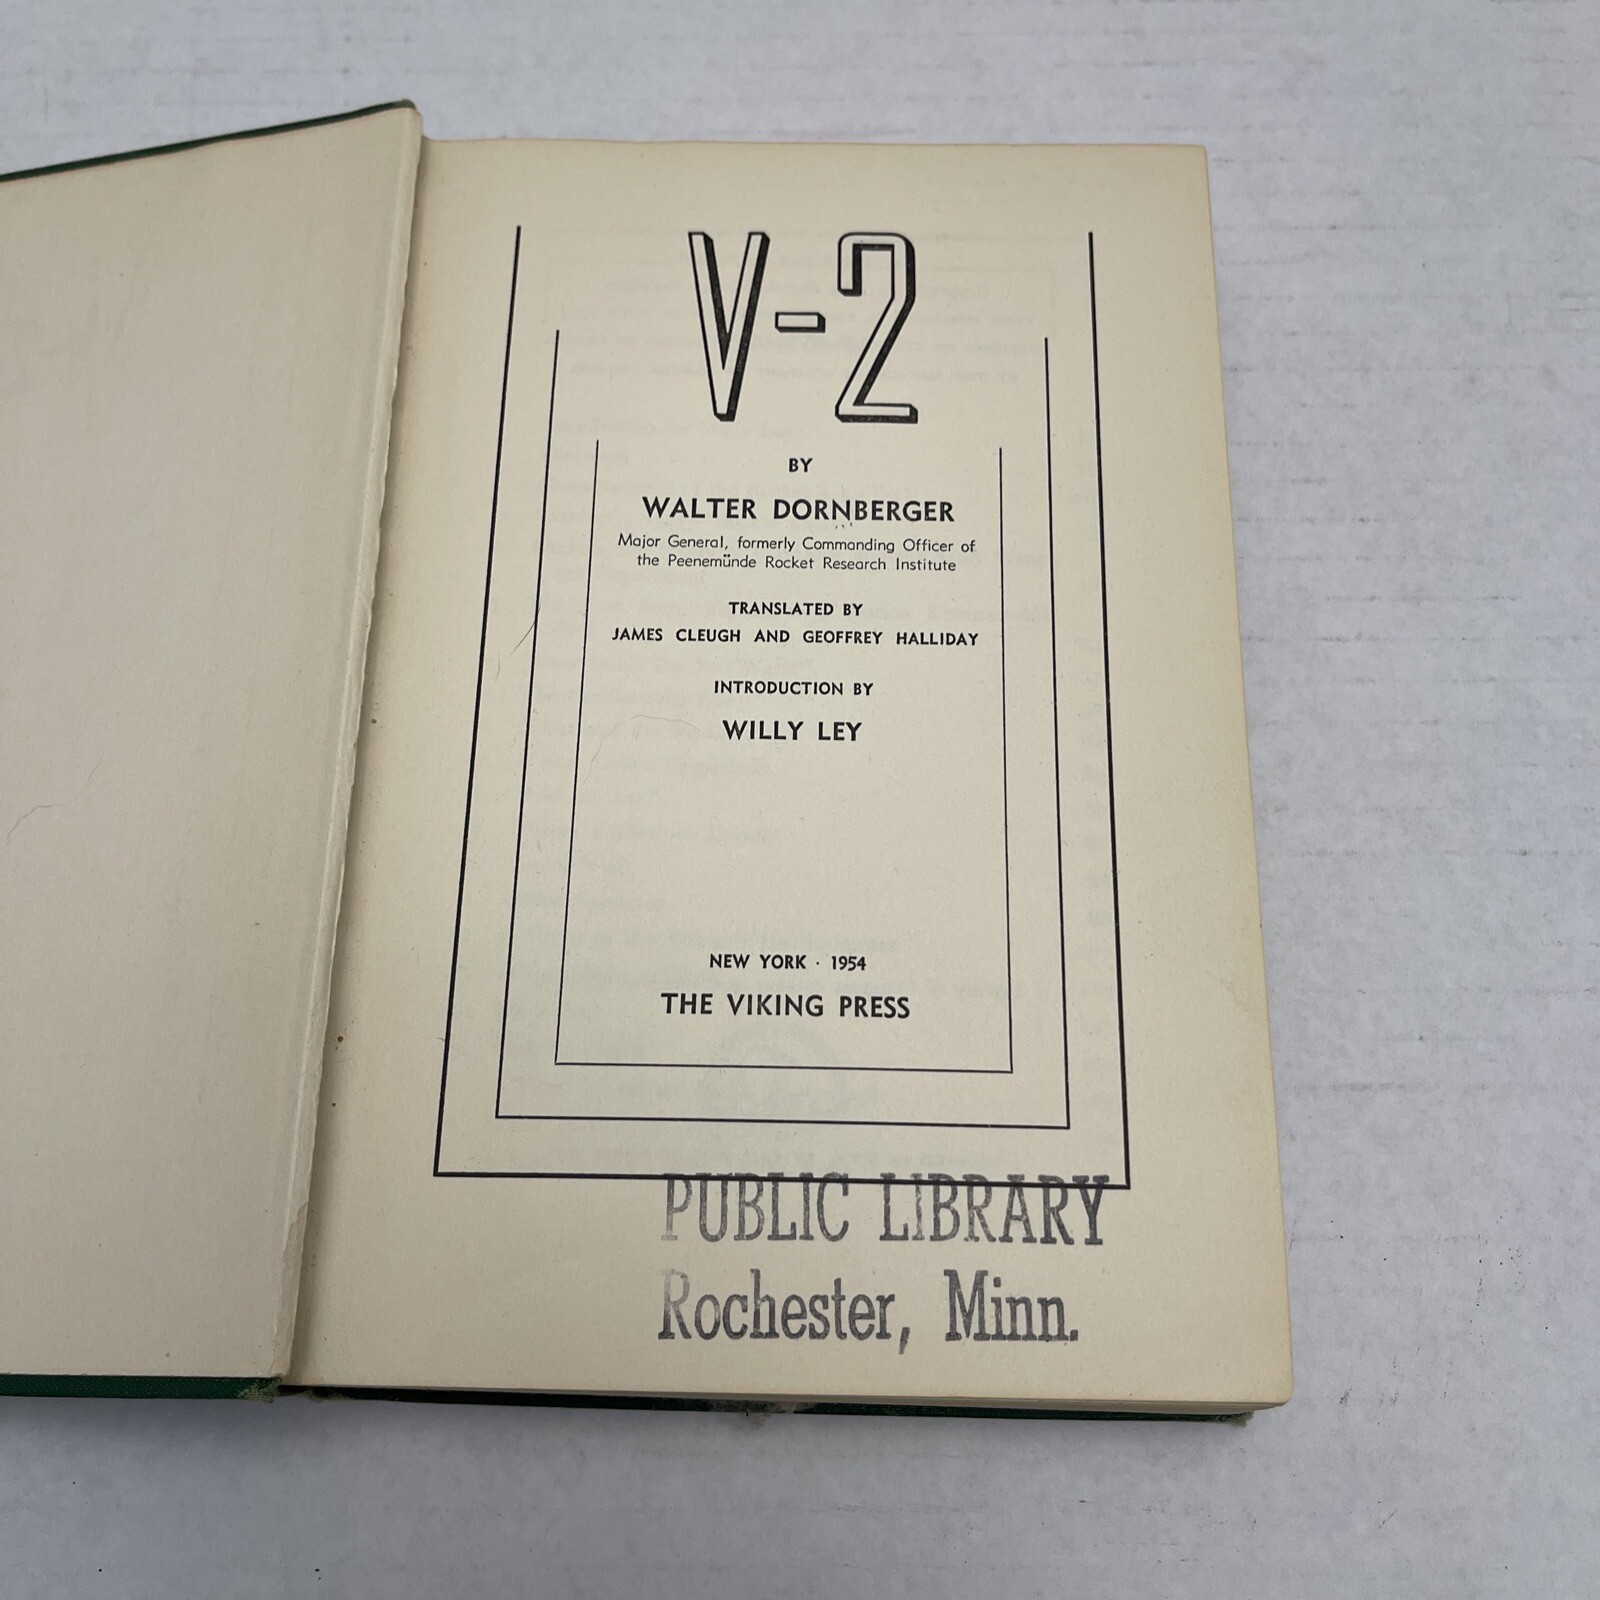 V-2
BY
WALTER DORNBERGER
Major General, formerly Commanding Officer of
the Peenemünde Rocket Research Institute
TRANSLATED BY
JAMES CLEUGH AND GEOFFREY HALLIDAY
INTRODUCTION BY
WILLY LEY
NEW YORK · 1954
THE VIKING PRESS
PUBLIC LIBRARY
Rochester, Minn.